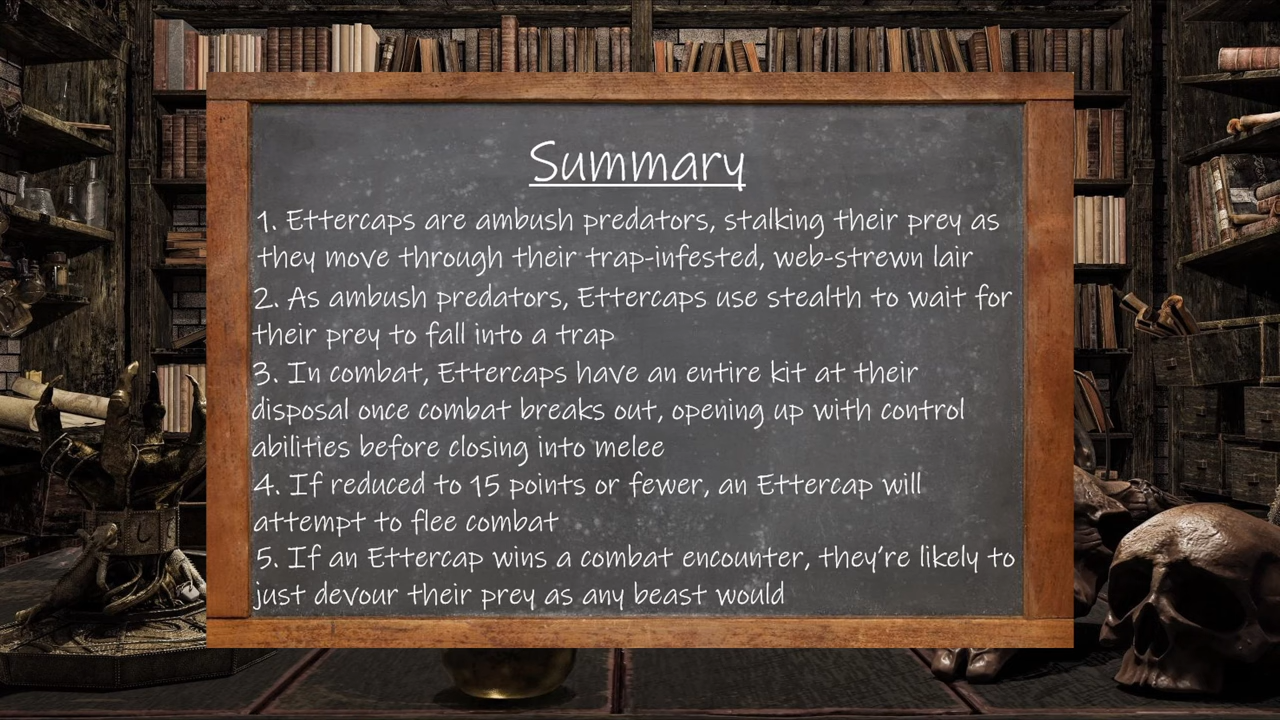 Summary
1. Ettercaps are ambush predators, stalking their prey as
they move through their trap-infested, web-strewn lair
2. As ambush predators, Ettercaps use stealth to wait for
their prey to fall into a trap
3. In combat, Ettercaps have an entire kit at their
disposal once combat breaks out, opening up with control
abilities before closing into melee
4. If reduced to 15 points or fewer, an Ettercap will
attempt to flee combat
5. If an Ettercap wins a combat encounter, they're likely to
just devour their prey as any beast would